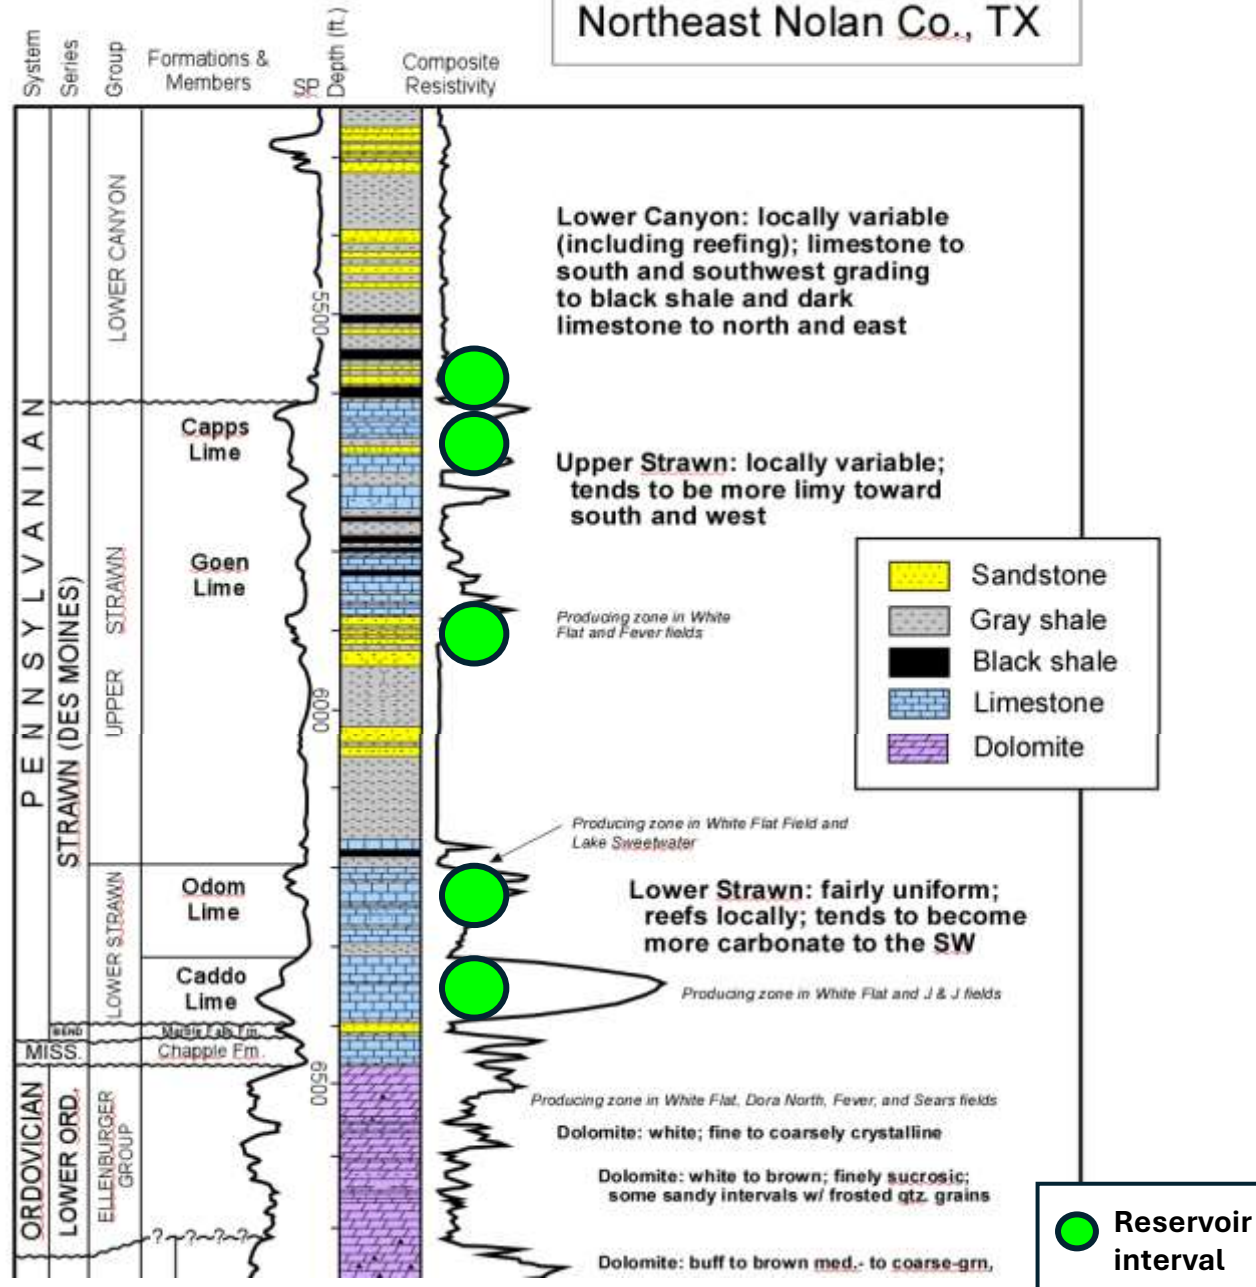 Northeast Nolan Co., TX
System
Series
Group
Formations &
Members
SP
Depth (ft.)
Composite
Resistivity
PENNSYLVANIAN
STRAWN (DES MOINES)
LOWER CANYON
UPPER STRAWN
LOWER STRAWN
5500
6000
6500
Lower Canyon: locally variable
(including reefing); limestone to
south and southwest grading
to black shale and dark
limestone to north and east
Capps
Lime
Upper Strawn: locally variable;
tends to be more limy toward
south and west
Goen
Lime
Producing zone in White
Flat and Fever fields
Sandstone
Gray shale
Black shale
Limestone
Dolomite
Producing zone in White Flat Field and
Lake Sweetwater
Odom
Lime
Lower Strawn: fairly uniform;
reefs locally; tends to become
more carbonate to the SW
Caddo
Lime
Producing zone in White Flat and J & J fields
BEND
Marble Falls Fm.
MISS.
Chapple Fm.
ORDOVICIAN
LOWER ORD.
ELLENBURGER
GROUP
Producing zone in White Flat, Dora North, Fever, and Sears fields
Dolomite: white; fine to coarsely crystalline
Dolomite: white to brown; finely sucrosic;
some sandy intervals w/ frosted qtz. grains
-?-?-?-?
Dolomite: buff to brown med.- to coarse-grn,
Reservoir
interval